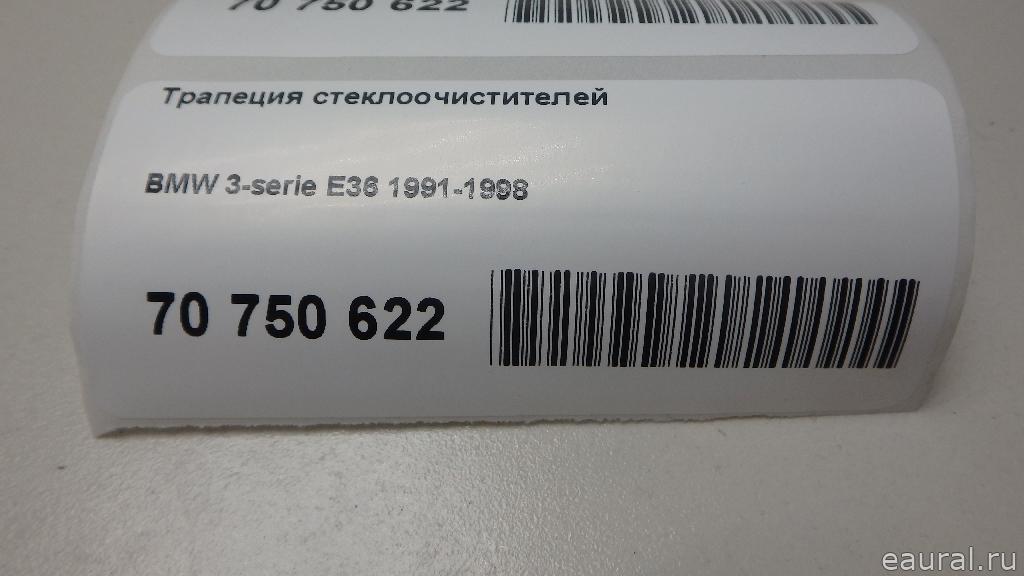 70 750 622
Трапеция стеклоочистителей
BMW 3-serie E36 1991-1998
70 750 622
eaural.ru